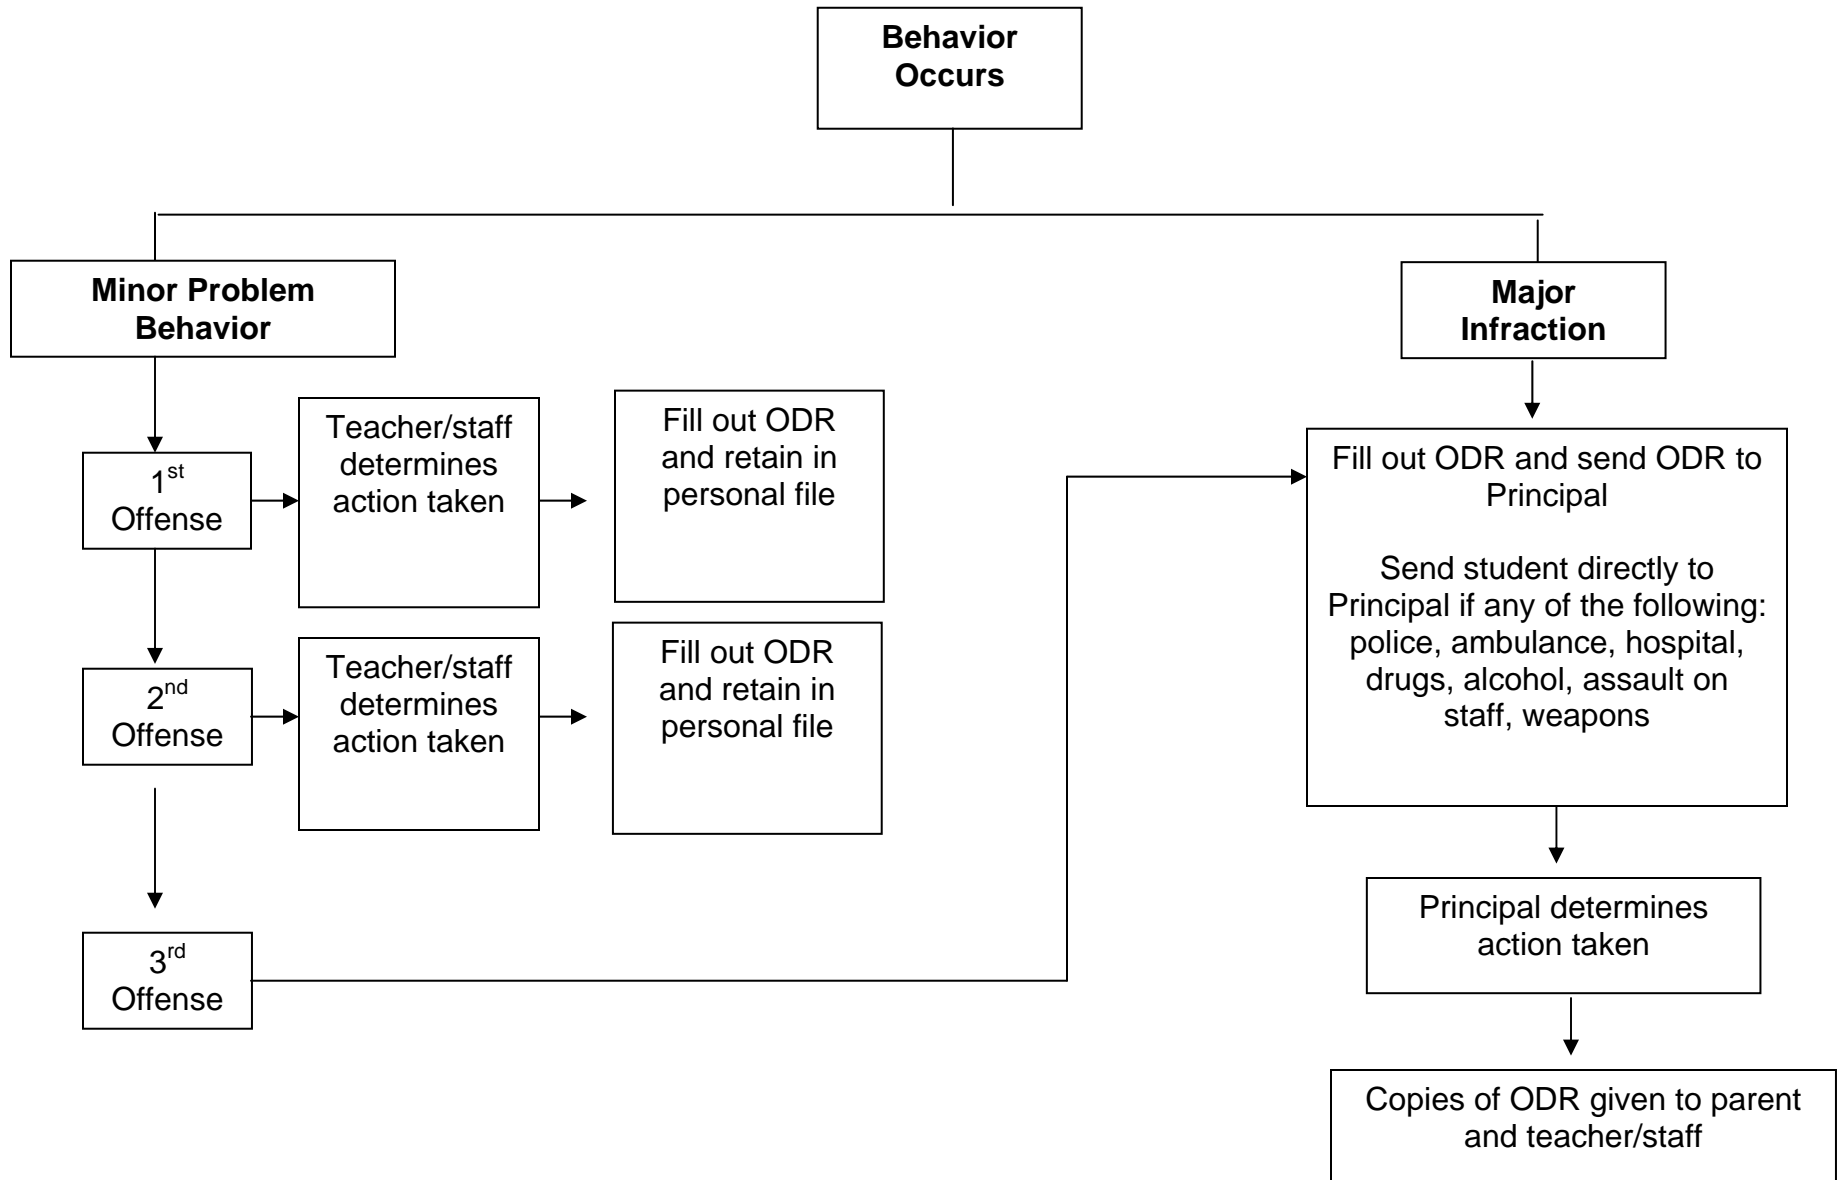 Behavior
Occurs
Minor Problem
Behavior
Major
Infraction
1st
Offense
Teacher/staff
determines
action taken
Fill out ODR
and retain in
personal file
2nd
Offense
Teacher/staff
determines
action taken
Fill out ODR
and retain in
personal file
3rd
Offense
Fill out ODR and send ODR to
Principal
Send student directly to
Principal if any of the following:
police, ambulance, hospital,
drugs, alcohol, assault on
staff, weapons
Principal determines
action taken
Copies of ODR given to parent
and teacher/staff